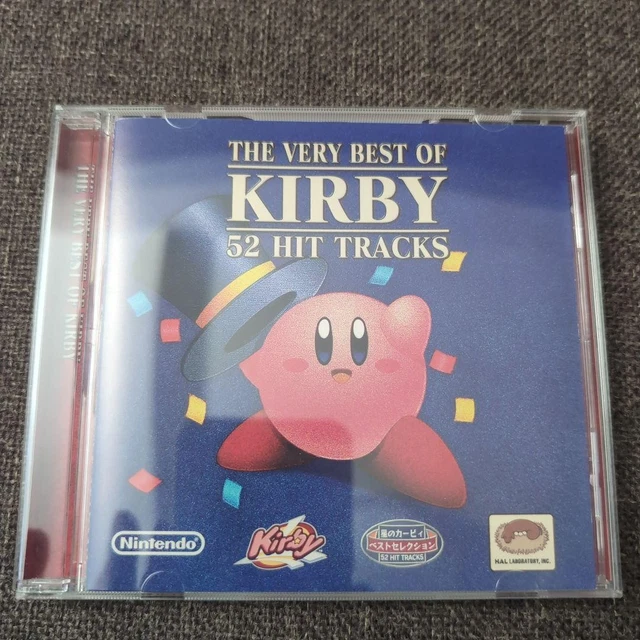 THE VERY BEST OF
KIRBY
52 HIT TRACKS
THE VERY BEST OF KIRBY
Nintendo
Kirby
星のカービィ
ベストセレクション
52 HIT TRACKS
HAL LABORATORY, INC.